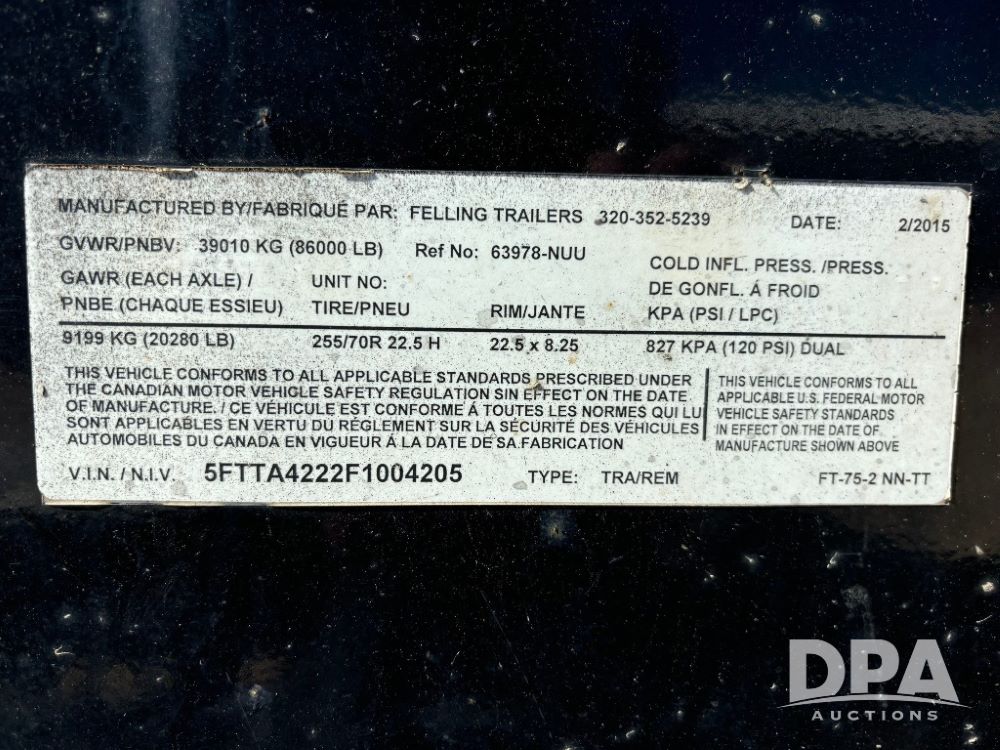 MANUFACTURED BY/FABRIQUÉ PAR: FELLING TRAILERS 320-352-5239 DATE: 2/2015
GVWR/PNBV: 39010 KG (86000 LB) Ref No: 63978-NUU
GAWR (EACH AXLE) / UNIT NO: COLD INFL. PRESS. /PRESS.
DE GONFL. Á FROID
PNBE (CHAQUE ESSIEU) TIRE/PNEU RIM/JANTE KPA (PSI / LPC)
9199 KG (20280 LB) 255/70R 22.5 H 22.5 x 8.25 827 KPA (120 PSI) DUAL
THIS VEHICLE CONFORMS TO ALL APPLICABLE STANDARDS PRESCRIBED UNDER
THE CANADIAN MOTOR VEHICLE SAFETY REGULATION SIN EFFECT ON THE DATE
OF MANUFACTURE. / CE VÉHICULE EST CONFORME Á TOUTES LES NORMES QUI LU
SONT APPLICABLES EN VERTU DU RÉGLEMENT SUR LA SÉCURITÉ DES VÉHICULES
AUTOMOBILES DU CANADA EN VIGUEUR Á LA DATE DE SA FABRICATION
THIS VEHICLE CONFORMS TO ALL
APPLICABLE U.S. FEDERAL MOTOR
VEHICLE SAFETY STANDARDS
IN EFFECT ON THE DATE OF
MANUFACTURE SHOWN ABOVE
V.I.N. / N.I.V. 5FTTA4222F1004205 TYPE: TRA/REM FT-75-2 NN-TT
DPA
AUCTIONS